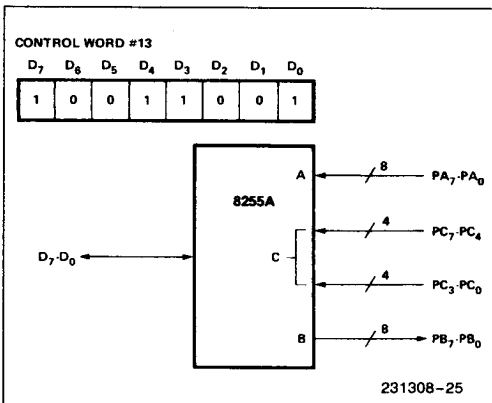 CONTROL WORD #13
D7 D6 D5 D4 D3 D2 D1 D0
1 0 0 1 1 0 0 1
8255A
A 8 PA7-PA0
4 PC7-PC4
D7-D0 C
4 PC3-PC0
B 8 PB7-PB0
231308-25